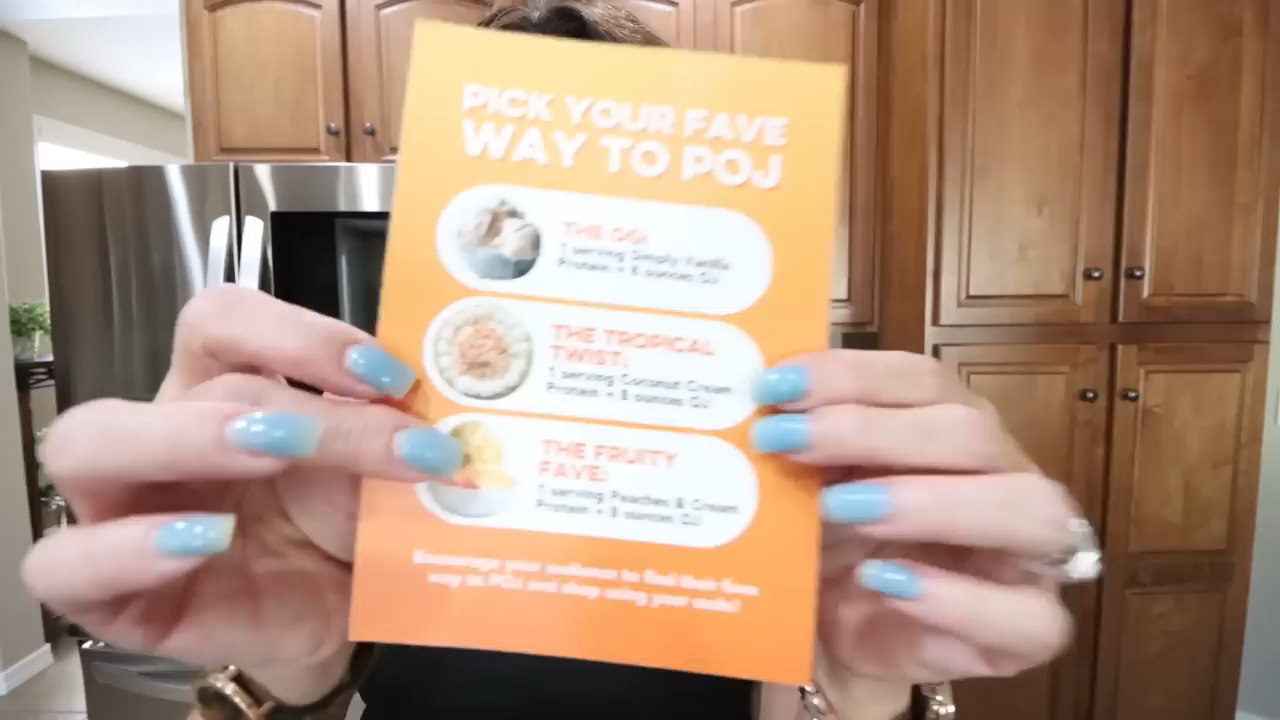 PICK YOUR FAVE
WAY TO POJ
THE OG:
1 serving Simply Vanilla
Protein + 8 ounces OJ
THE TROPICAL
TWIST:
1 serving Coconut Cream
Protein + 8 ounces OJ
THE FRUITY
FAVE:
1 serving Peaches & Cream
Protein + 8 ounces OJ
Encourage your audience to find their fave
way to POJ and shop using your code!